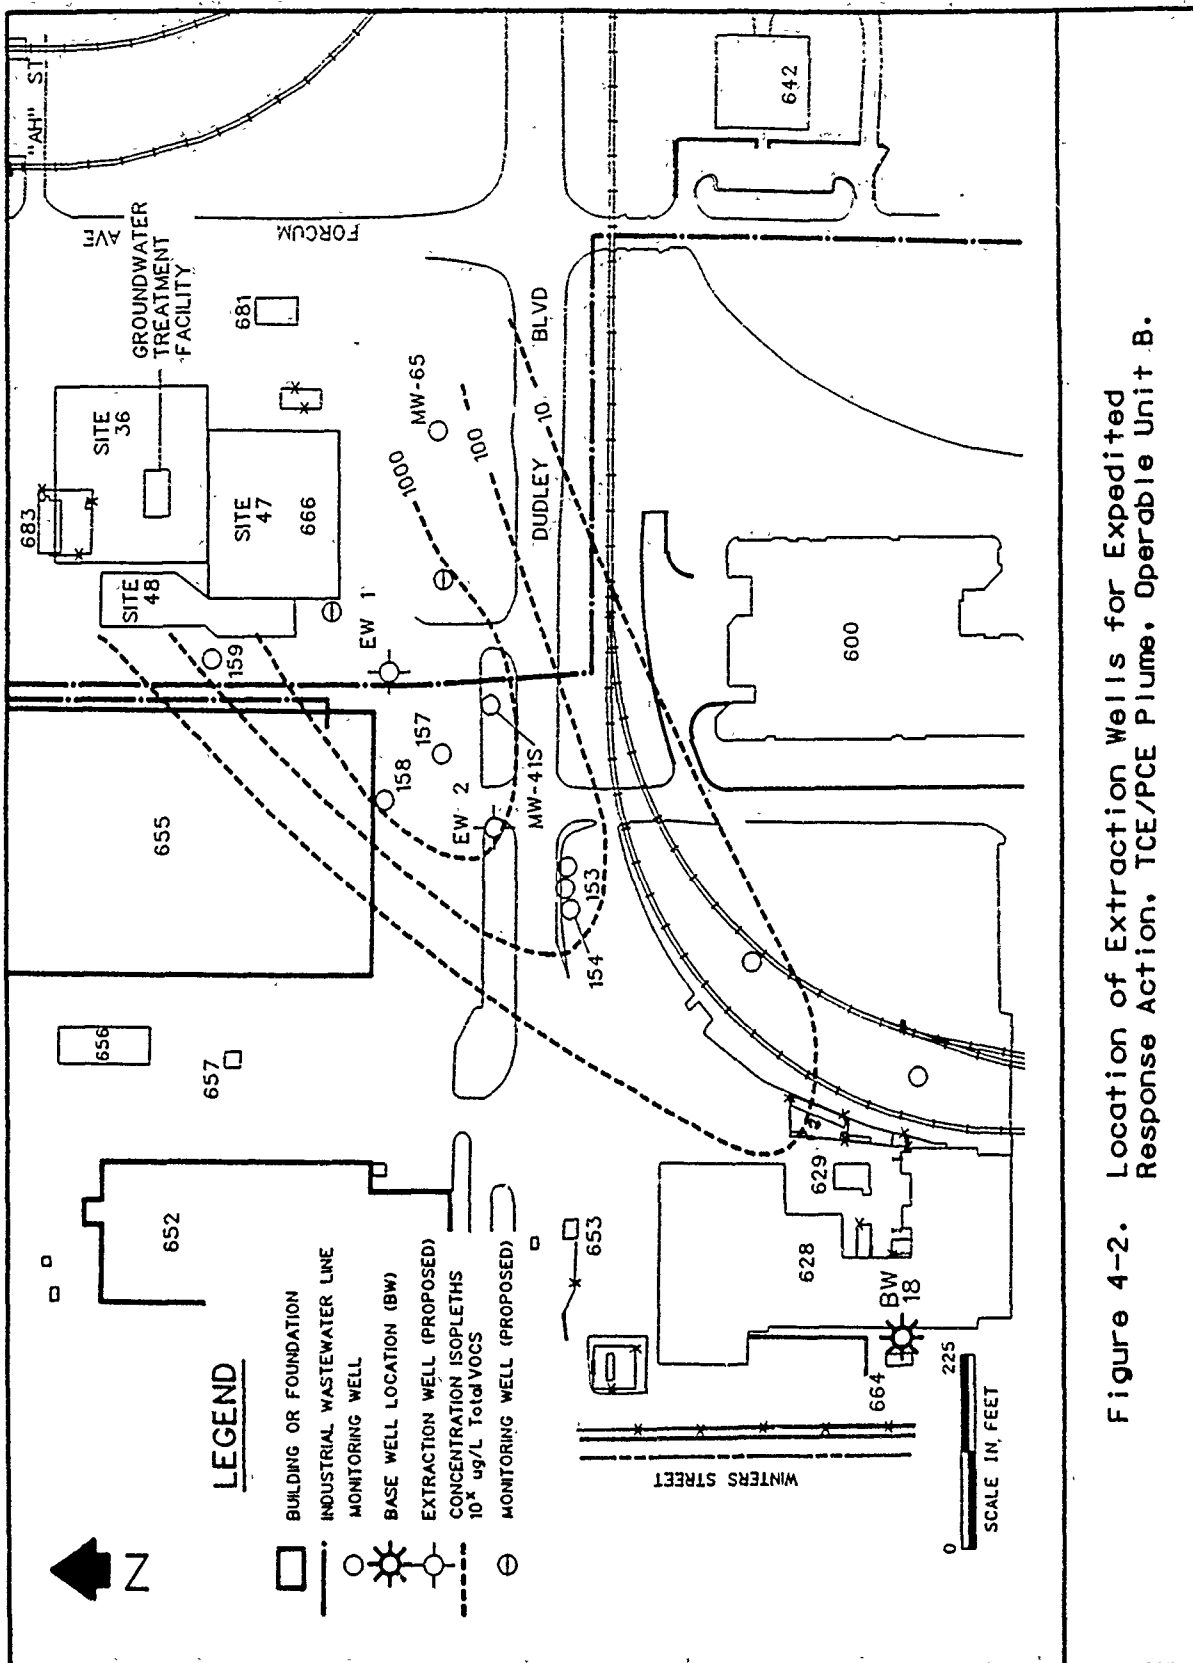 "AH" ST
FORCUM AVE
GROUNDWATER
TREATMENT
FACILITY
681
683
SITE
36
SITE
47
666
SITE
48
MW-65
1000
100
10
DUDLEY BLVD
642
EW 1
159
655
158
157
EW 2
MW-41S
153
154
600
656
657
652
653
629
628
BW
18
664
WINTERS STREET
LEGEND
BUILDING OR FOUNDATION
INDUSTRIAL WASTEWATER LINE
MONITORING WELL
BASE WELL LOCATION (BW)
EXTRACTION WELL (PROPOSED)
CONCENTRATION ISOPLETHS
10ˣ ug/L Total VOCS
MONITORING WELL (PROPOSED)
N
0 225
SCALE IN FEET
Figure 4-2. Location of Extraction Wells for Expedited
Response Action, TCE/PCE Plume, Operable Unit B.